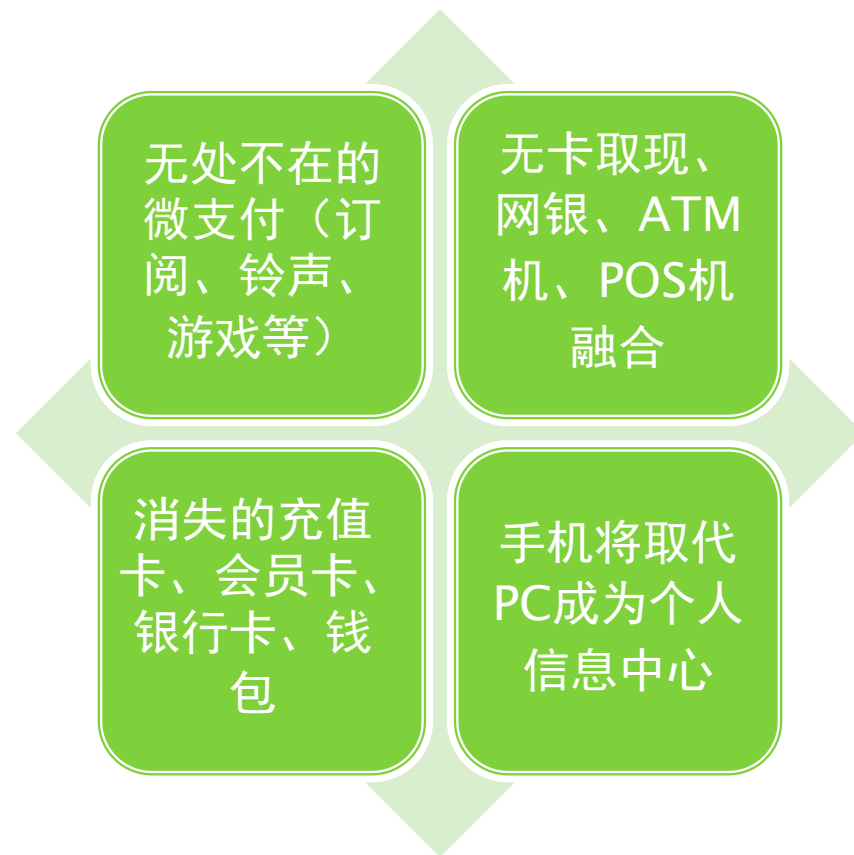 无处不在的
微支付（订
阅、铃声、
游戏等）
无卡取现、
网银、ATM
机、POS机
融合
消失的充值
卡、会员卡、
银行卡、钱
包
手机将取代
PC成为个人
信息中心